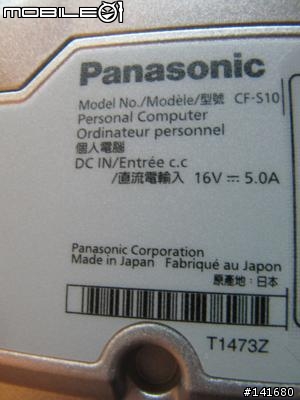 MOBILE01
Panasonic
Model No./Modèle/型號 CF-S10
Personal Computer
Ordinateur personnel
個人電腦
DC IN/Entrée c.c
/直流電輸入 16V ⎓ 5.0A
Panasonic Corporation
Made in Japan Fabriqué au Japon
原產地: 日本
T1473Z
#141680